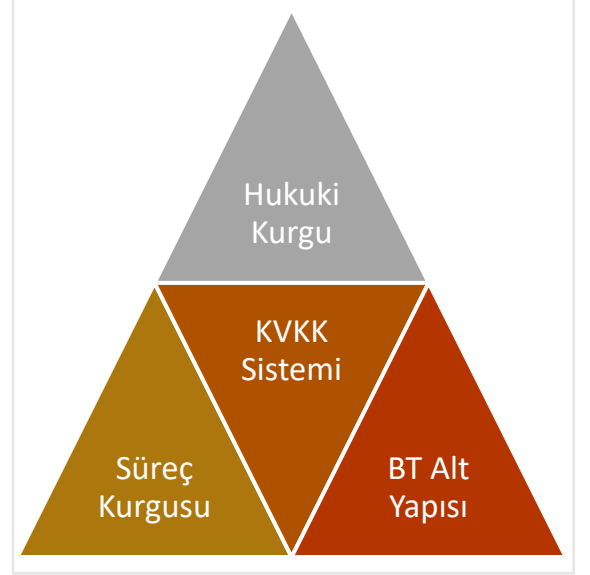 Hukuki
Kurgu
KVKK
Sistemi
Süreç
Kurgusu
BT Alt
Yapısı